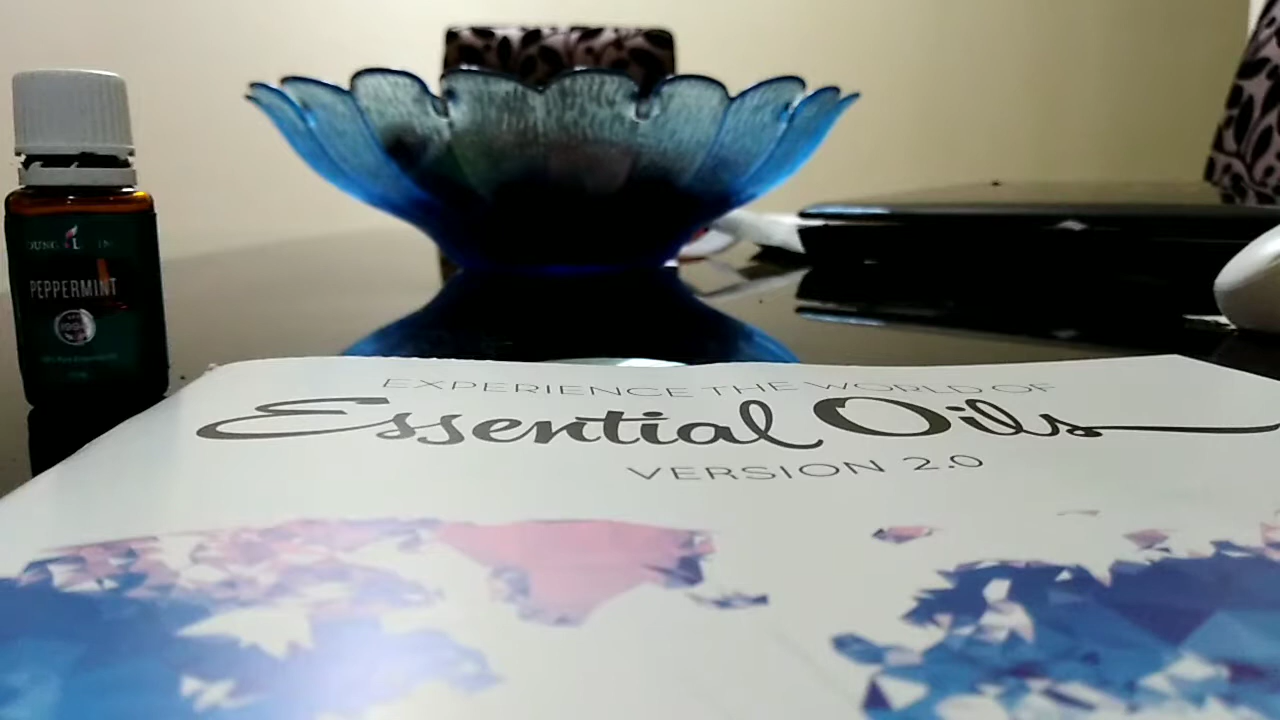 PEPPERMINT
EXPERIENCE THE WORLD OF
Essential Oils
VERSION 2.0